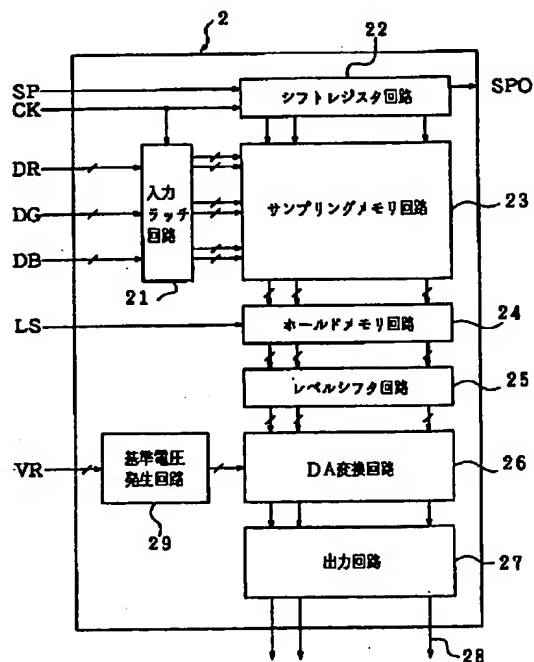 2
22
SP
シフトレジスタ回路
SPO
CK
DR
入力
ラッチ
回路
DG
サンプリングメモリ回路
23
DB
21
LS
ホールドメモリ回路
24
レベルシフタ回路
25
VR
基準電圧
発生回路
DA変換回路
26
29
出力回路
27
28